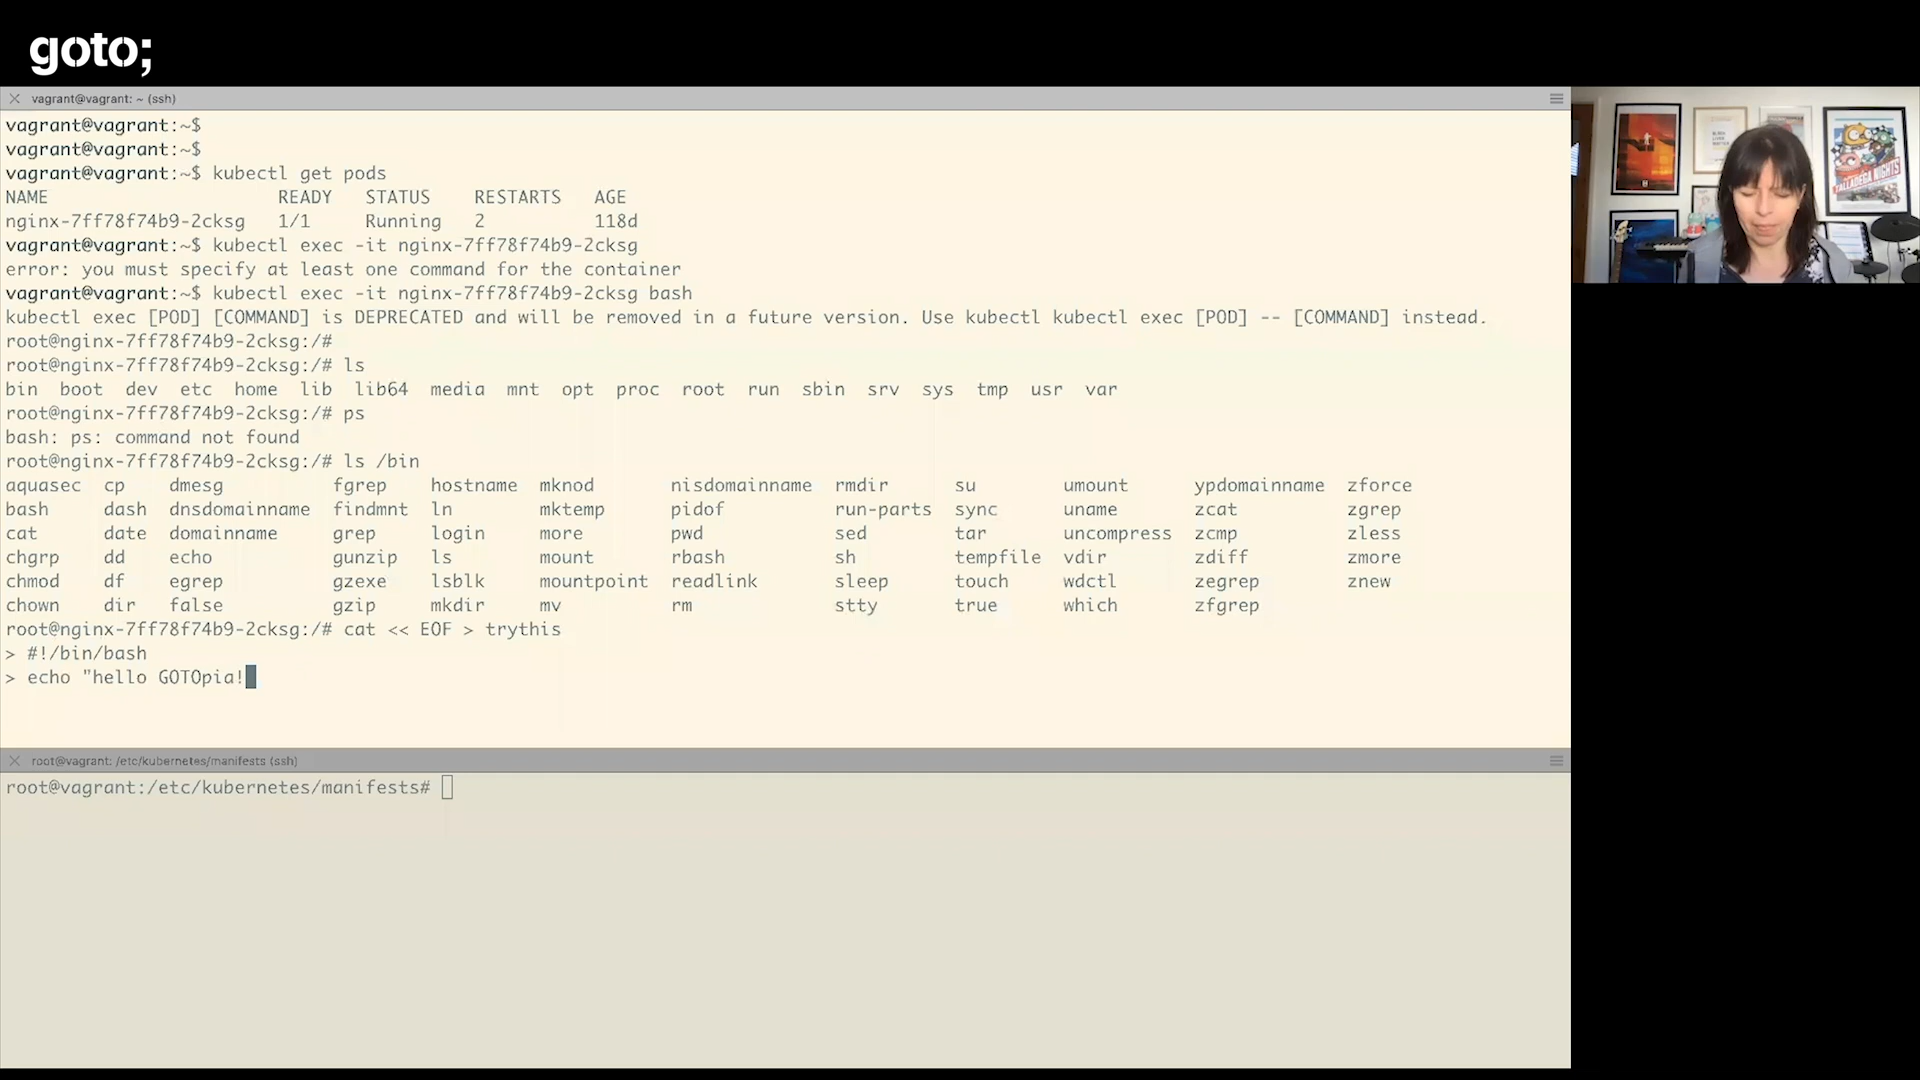 goto;
vagrant@vagrant: ~ (ssh)
vagrant@vagrant:~$
vagrant@vagrant:~$
vagrant@vagrant:~$ kubectl get pods
NAME READY STATUS RESTARTS AGE
nginx-7ff78f74b9-2cksg 1/1 Running 2 118d
vagrant@vagrant:~$ kubectl exec -it nginx-7ff78f74b9-2cksg
error: you must specify at least one command for the container
vagrant@vagrant:~$ kubectl exec -it nginx-7ff78f74b9-2cksg bash
kubectl exec [POD] [COMMAND] is DEPRECATED and will be removed in a future version. Use kubectl kubectl exec [POD] -- [COMMAND] instead.
root@nginx-7ff78f74b9-2cksg:/#
root@nginx-7ff78f74b9-2cksg:/# ls
bin boot dev etc home lib lib64 media mnt opt proc root run sbin srv sys tmp usr var
root@nginx-7ff78f74b9-2cksg:/# ps
bash: ps: command not found
root@nginx-7ff78f74b9-2cksg:/# ls /bin
aquasec cp dmesg fgrep hostname mknod nisdomainname rmdir su umount ypdomainname zforce
bash dash dnsdomainname findmnt ln mktemp pidof run-parts sync uname zcat zgrep
cat date domainname grep login more pwd sed tar uncompress zcmp zless
chgrp dd echo gunzip ls mount rbash sh tempfile vdir zdiff zmore
chmod df egrep gzexe lsblk mountpoint readlink sleep touch wdctl zegrep znew
chown dir false gzip mkdir mv rm stty true which zfgrep
root@nginx-7ff78f74b9-2cksg:/# cat << EOF > trythis
> #!/bin/bash
> echo "hello GOTOpia!
root@vagrant: /etc/kubernetes/manifests (ssh)
root@vagrant:/etc/kubernetes/manifests#
TALLADEGA NIGHTS